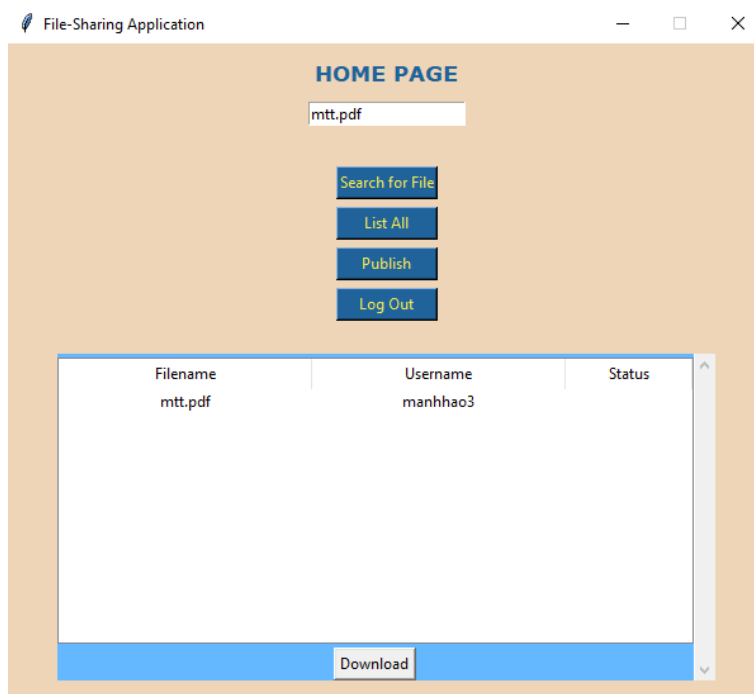 File-Sharing Application
HOME PAGE
mtt.pdf
Search for File
List All
Publish
Log Out
Filename Username Status
mtt.pdf manhhao3
Download